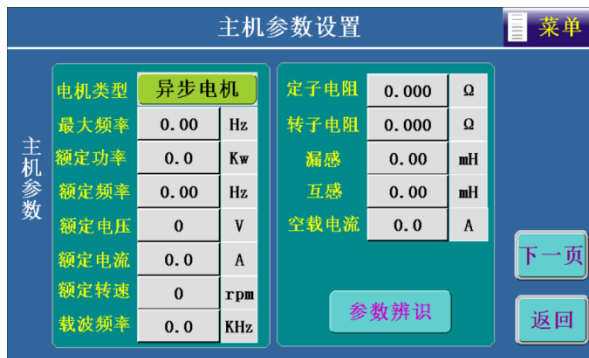 主机参数设置
菜单
主机参数
电机类型 异步电机
最大频率 0.00 Hz
额定功率 0.0 Kw
额定频率 0.00 Hz
额定电压 0 V
额定电流 0.0 A
额定转速 0 rpm
载波频率 0.0 KHz
定子电阻 0.000 Ω
转子电阻 0.000 Ω
漏感 0.00 mH
互感 0.00 mH
空载电流 0.0 A
参数辨识
下一页
返回